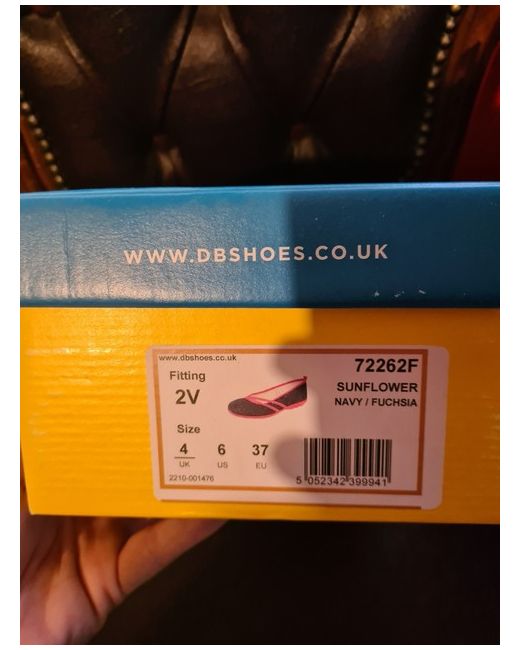 WWW.DBSHOES.CO.UK
www.dbshoes.co.uk
72262F
Fitting
SUNFLOWER
2V
NAVY / FUCHSIA
Size
4 6 37
UK US EU
2210-001476
5 052342 399941